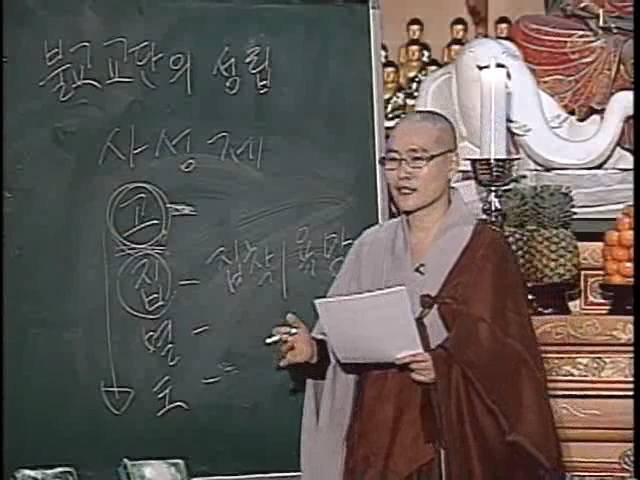 불교교단의 성립
사성제
고 -
집 - 집착, 욕망
멸 -
도 -